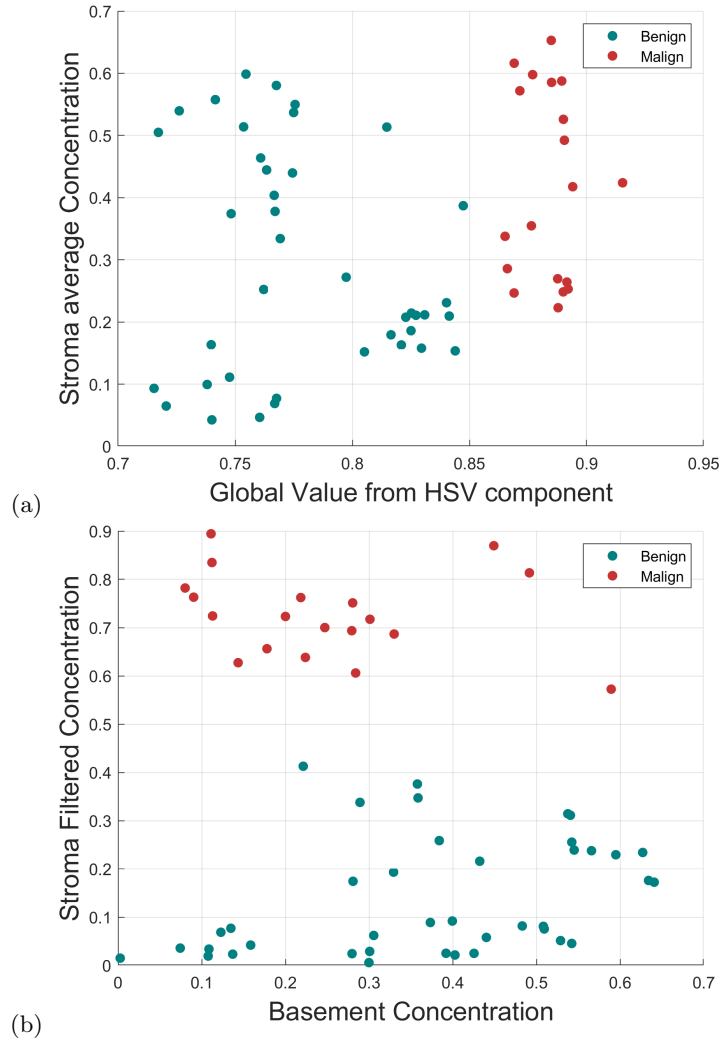 0.7
0.6
0.5
0.4
0.3
0.2
0.1
0
Stroma average Concentration
Benign
Malign
0.7 0.75 0.8 0.85 0.9 0.95
Global Value from HSV component
(a)
0.9
0.8
0.7
0.6
0.5
0.4
0.3
0.2
0.1
0
Stroma Filtered Concentration
Benign
Malign
0 0.1 0.2 0.3 0.4 0.5 0.6 0.7
Basement Concentration
(b)